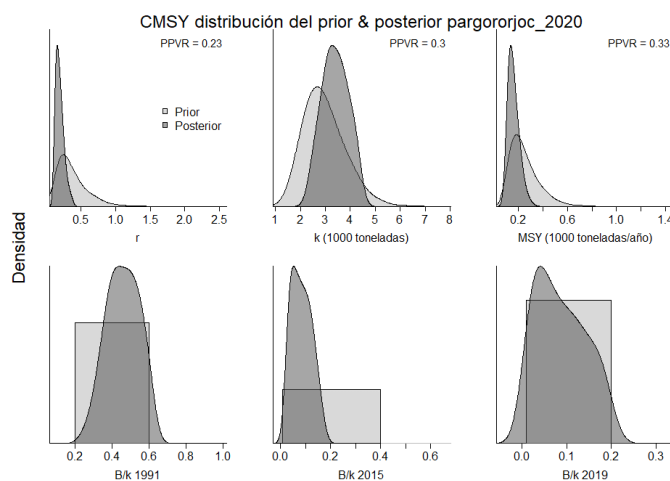 CMSY distribución del prior & posterior pargororjoc_2020
PPVR = 0.23
Prior
Posterior
0.5 1.0 1.5 2.0 2.5
r
PPVR = 0.3
1 2 3 4 5 6 7 8
k (1000 toneladas)
PPVR = 0.33
0.2 0.6 1.0 1.4
MSY (1000 toneladas/año)
Densidad
0.2 0.4 0.6 0.8 1.0
B/k 1991
0.0 0.2 0.4 0.6
B/k 2015
0.0 0.1 0.2 0.3
B/k 2019